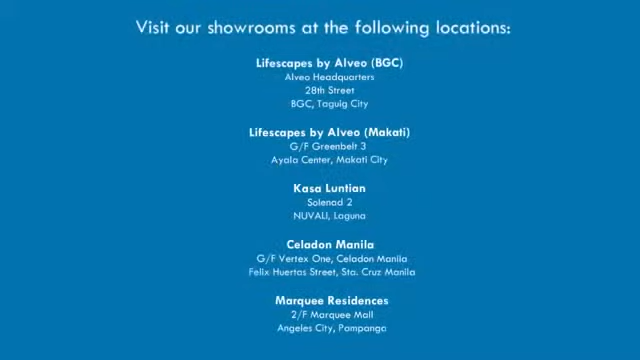 Visit our showrooms at the following locations:
Lifescapes by Alveo (BGC)
Alveo Headquarters
28th Street
BGC, Taguig City
Lifescapes by Alveo (Makati)
G/F Greenbelt 3
Ayala Center, Makati City
Kasa Luntian
Solenad 2
NUVALI, Laguna
Celadon Manila
G/F Vertex One, Celadon Manila
Felix Huertas Street, Sta. Cruz Manila
Marquee Residences
2/F Marquee Mall
Angeles City, Pampanga